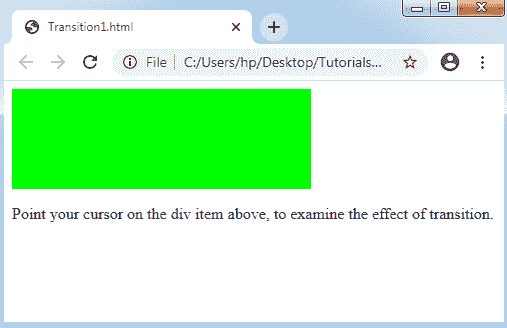 Transition1.html
File
C:/Users/hp/Desktop/Tutorials...
Point your cursor on the div item above, to examine the effect of transition.